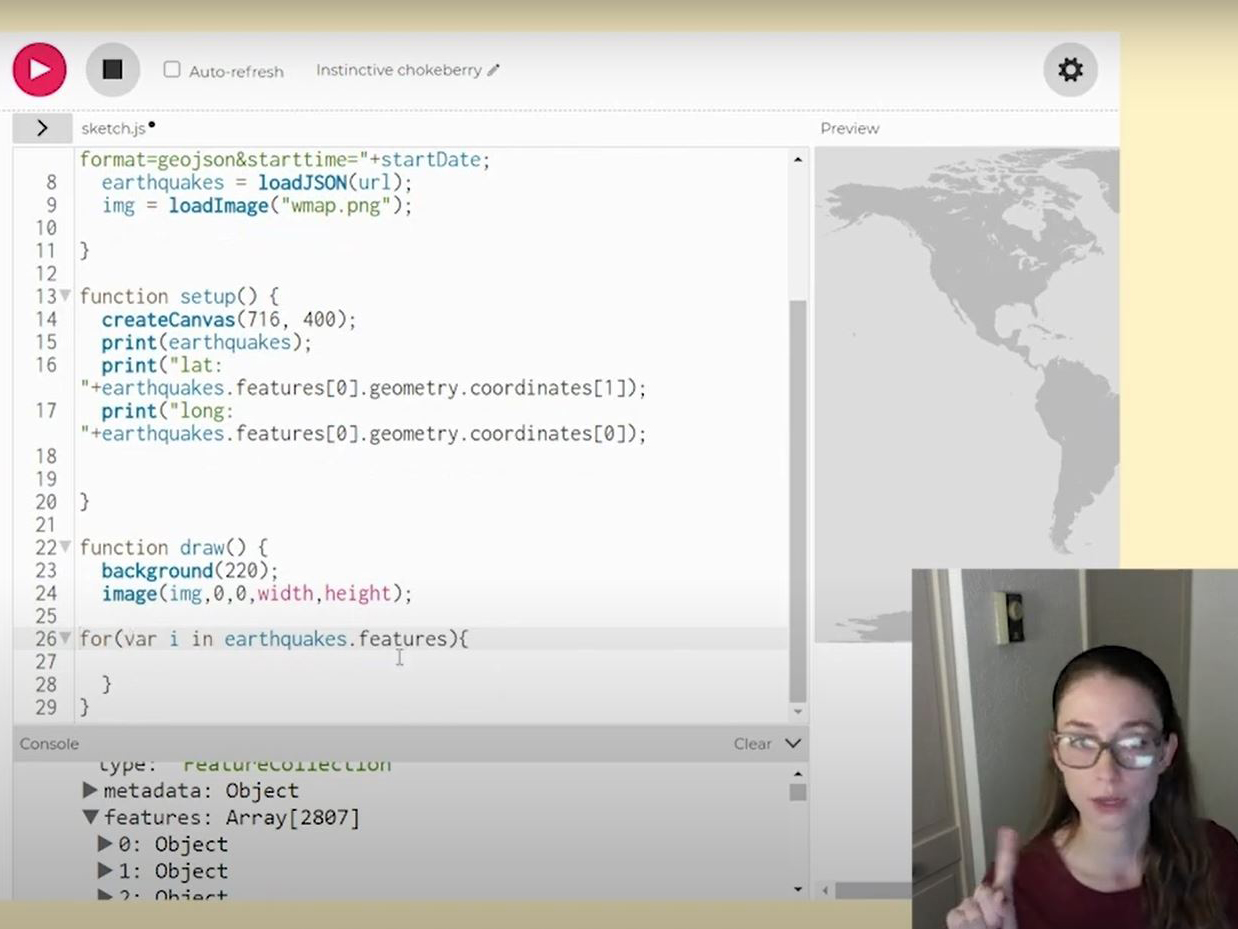 Auto-refresh Instinctive chokeberry
sketch.js
Preview
format=geojson&starttime="+startDate;
8 earthquakes = loadJSON(url);
9 img = loadImage("wmap.png");
10
11 }
12
13 function setup() {
14 createCanvas(716, 400);
15 print(earthquakes);
16 print("lat:
"+earthquakes.features[0].geometry.coordinates[1]);
17 print("long:
"+earthquakes.features[0].geometry.coordinates[0]);
18
19
20 }
21
22 function draw() {
23 background(220);
24 image(img,0,0,width,height);
25
26 for(var i in earthquakes.features){
27
28 }
29 }
Console Clear
type: FeatureCollection
metadata: Object
features: Array[2807]
0: Object
1: Object
2: Object